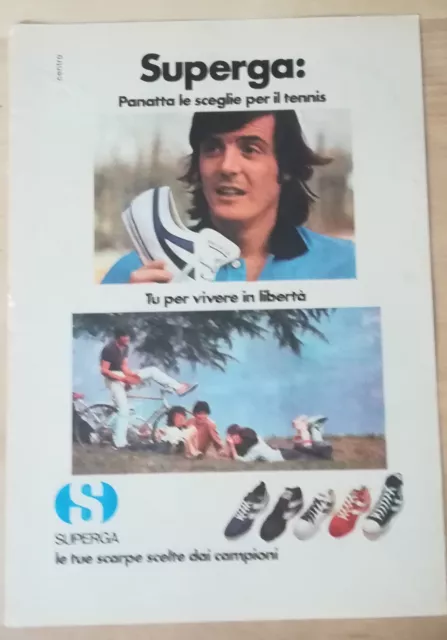 centro
Superga:
Panatta le sceglie per il tennis
Tu per vivere in libertà
S
SUPERGA
le tue scarpe scelte dai campioni